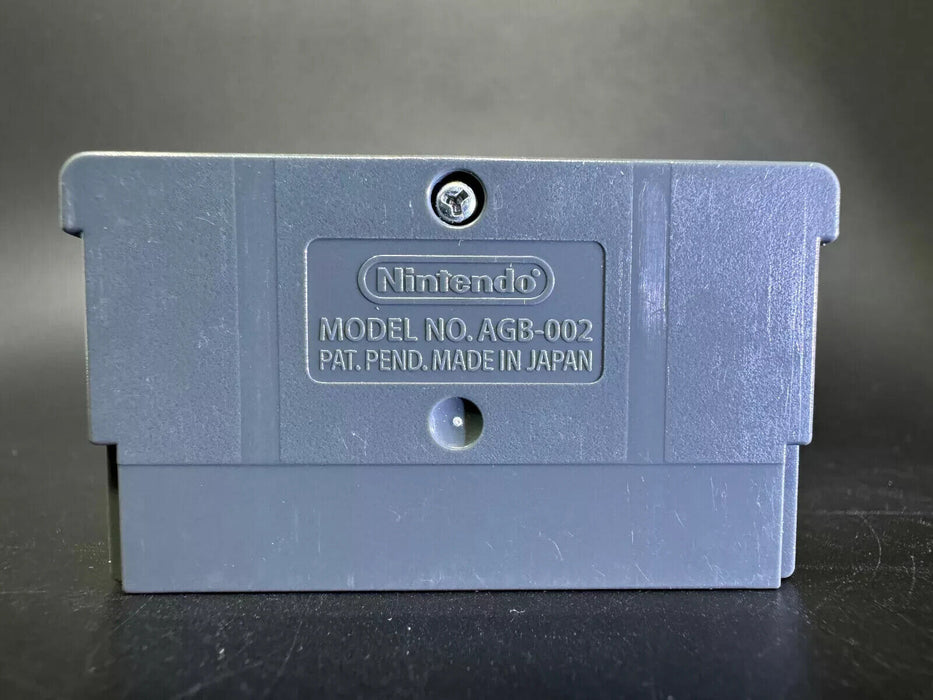 Nintendo®
MODEL NO. AGB-002
PAT. PEND. MADE IN JAPAN